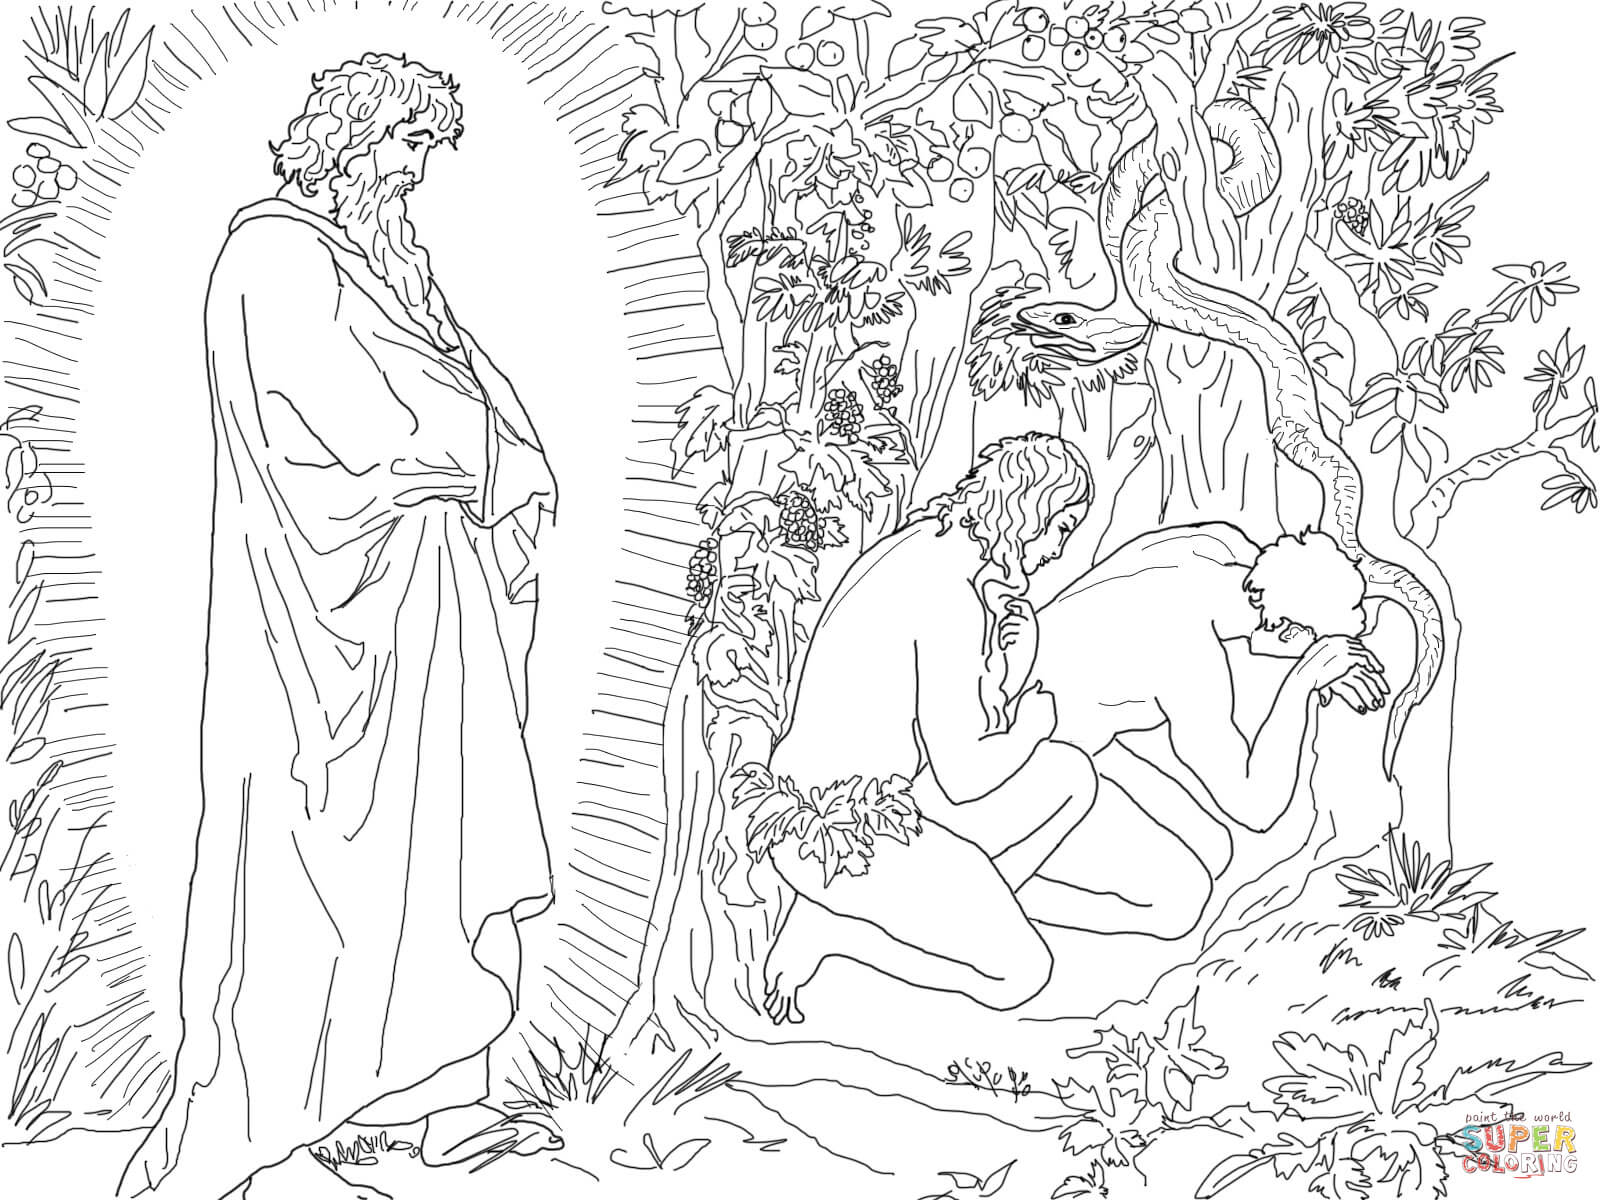 paint the world
SUPER
COLORING